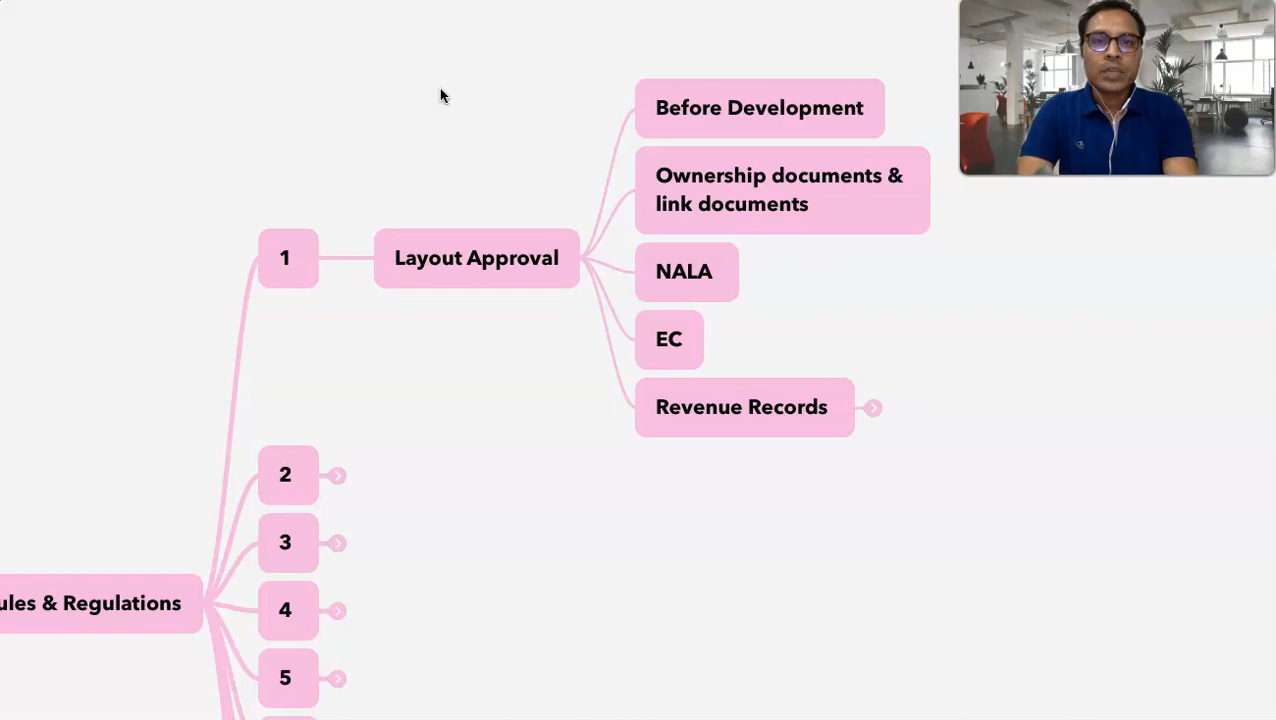 Before Development
Ownership documents &
link documents
1
Layout Approval
NALA
EC
Revenue Records
2
3
ules & Regulations
4
5